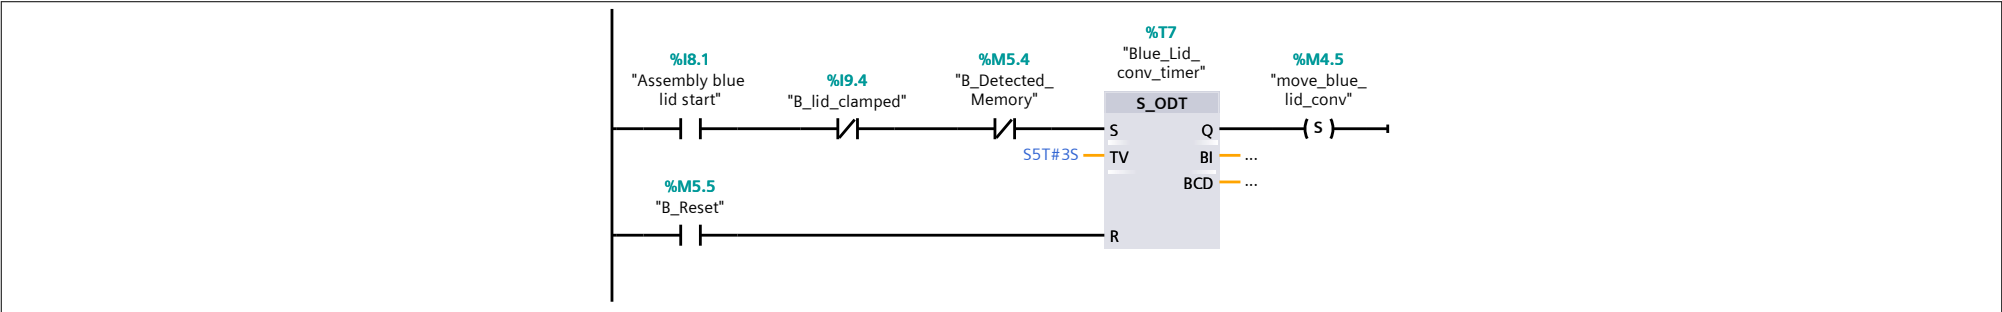 %T7
"Blue_Lid_
conv_timer"
%I8.1
"Assembly blue
lid start"
%I9.4
"B_lid_clamped"
%M5.4
"B_Detected_
Memory"
%M4.5
"move_blue_
lid_conv"
S_ODT
S Q
S
S5T#3S TV BI ...
BCD ...
%M5.5
"B_Reset"
R